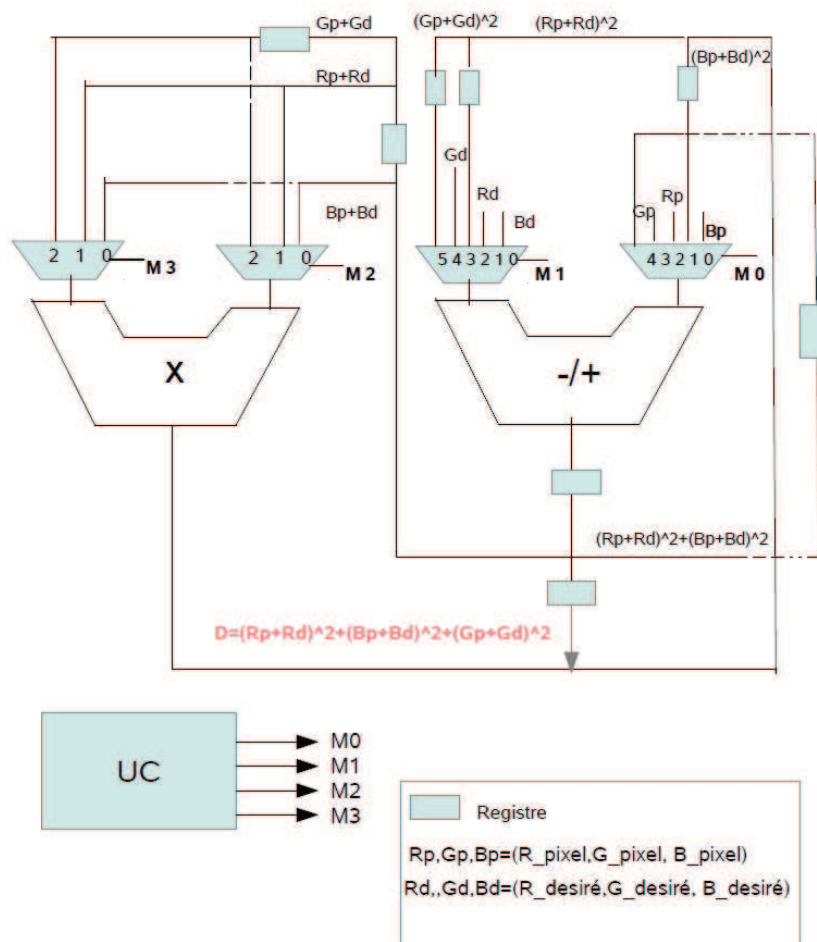 Gp+Gd
(Gp+Gd)^2
(Rp+Rd)^2
(Bp+Bd)^2
Rp+Rd
Gd
Rd
Bd
Bp+Bd
Gp
Rp
Bp
2 1 0
M 3
2 1 0
M 2
5 4 3 2 1 0
M 1
4 3 2 1 0
M 0
X
-/+
(Rp+Rd)^2+(Bp+Bd)^2
D=(Rp+Rd)^2+(Bp+Bd)^2+(Gp+Gd)^2
UC
M0
M1
M2
M3
Registre
Rp,Gp,Bp=(R_pixel,G_pixel, B_pixel)
Rd,,Gd,Bd=(R_desiré,G_desiré, B_desiré)